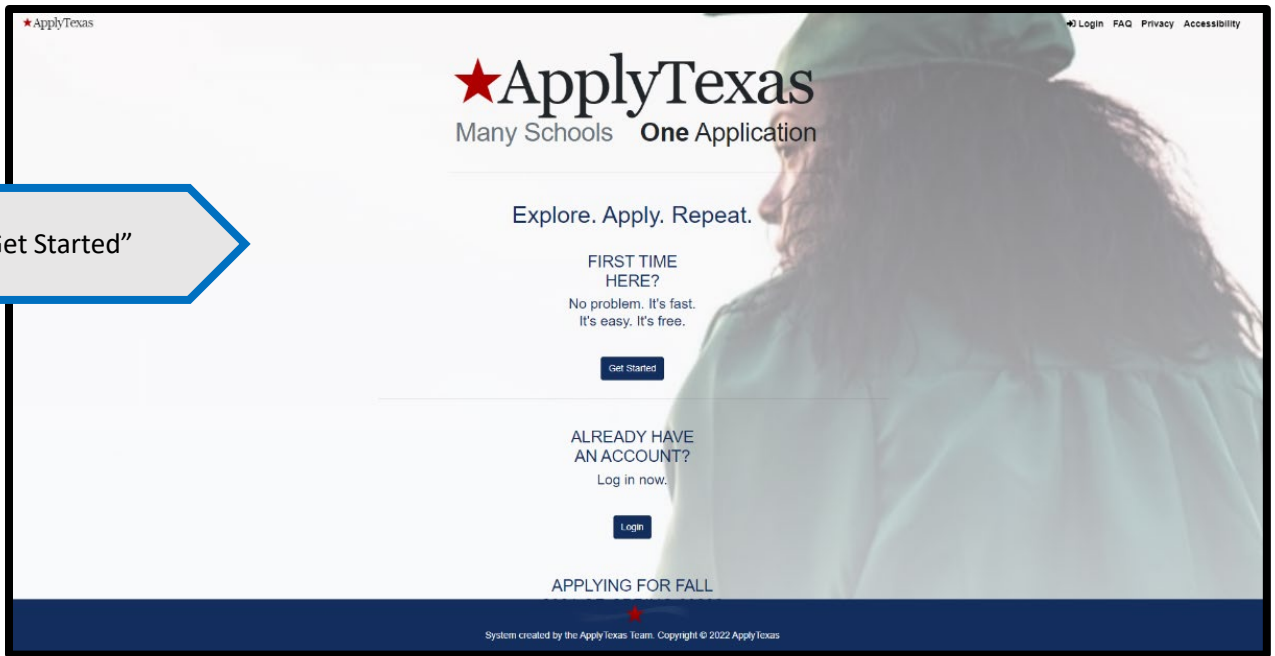 ★ApplyTexas
Login FAQ Privacy Accessibility
★ApplyTexas
Many Schools One Application
Explore. Apply. Repeat.
Started”
FIRST TIME
HERE?
No problem. It's fast.
It's easy. It's free.
Get Started
ALREADY HAVE
AN ACCOUNT?
Log in now.
Login
APPLYING FOR FALL
System created by the ApplyTexas Team. Copyright © 2022 ApplyTexas